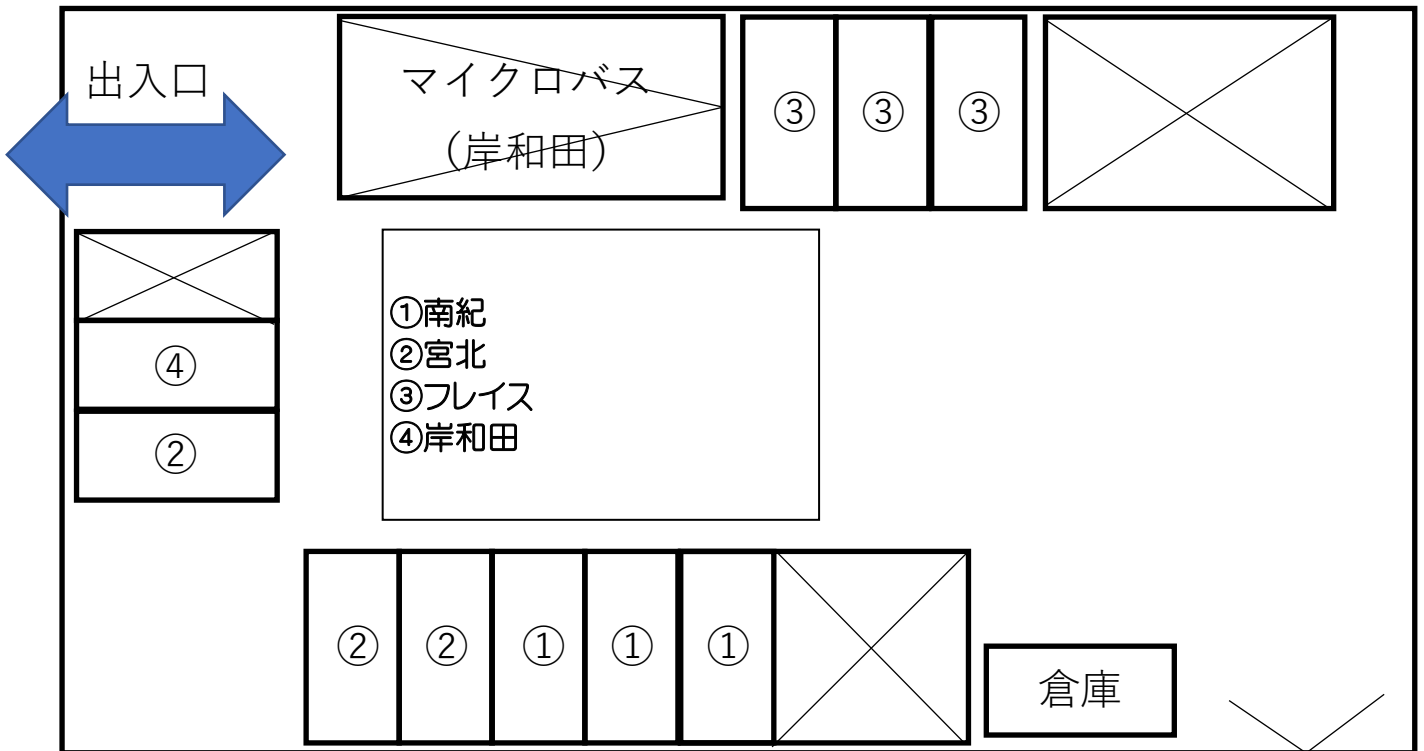 出入口
マイクロバス
(岸和田)
③ ③ ③
④
②
①南紀
②宮北
③フレイス
④岸和田
② ② ① ① ①
倉庫